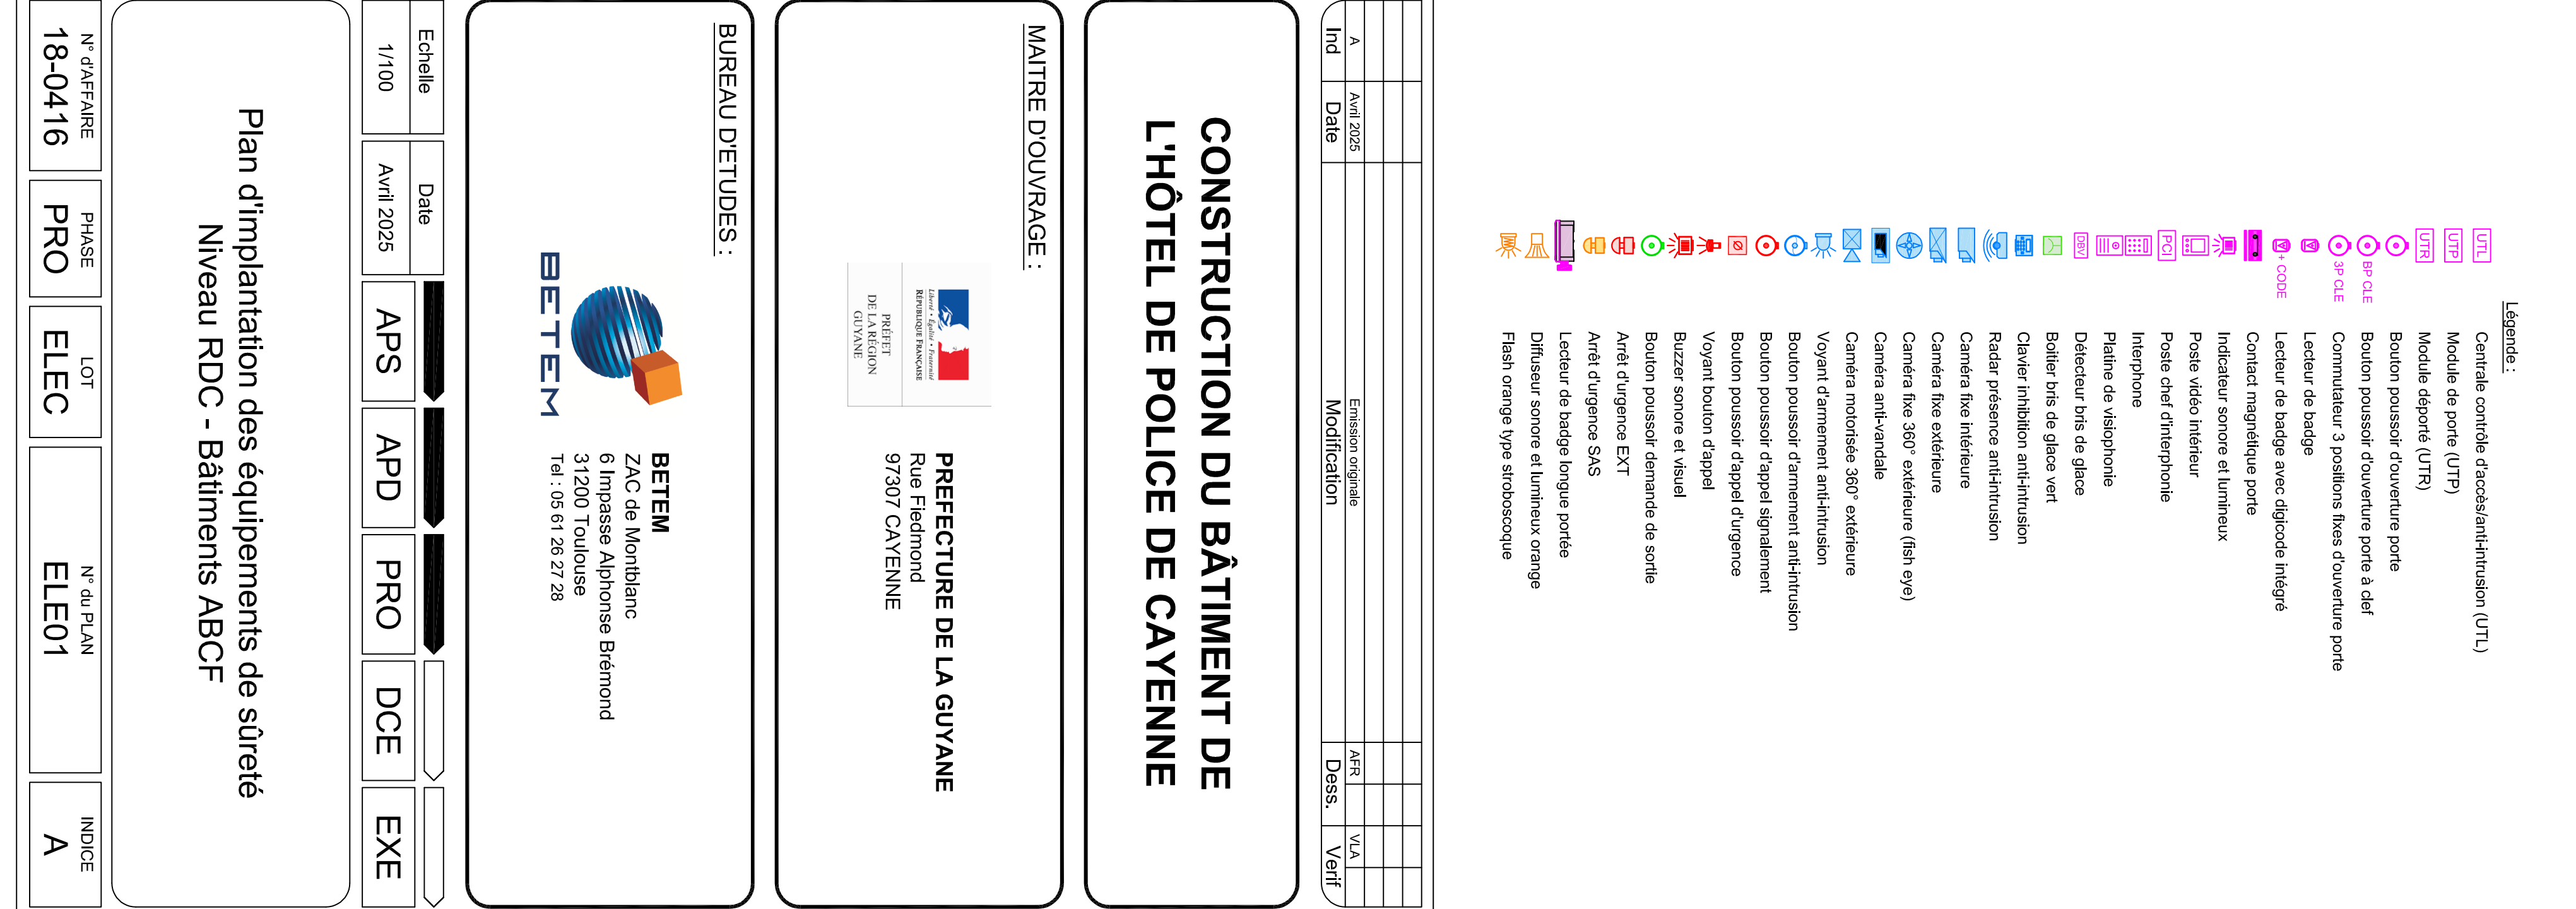 Légende :
UTL Centrale contrôle d'accès/anti-intrusion (UTL)
UTP Module de porte (UTP)
UTR Module déporté (UTR)
Bouton poussoir d'ouverture porte
BP CLE Bouton poussoir d'ouverture porte à clef
3P CLE Commutateur 3 positions fixes d'ouverture porte
Lecteur de badge
+ CODE Lecteur de badge avec digicode intégré
Contact magnétique porte
Indicateur sonore et lumineux
Poste vidéo intérieur
PCI Poste chef d'interphonie
Interphone
Platine de visiophonie
DBV Détecteur bris de glace
Boitier bris de glace vert
Clavier inhibition anti-intrusion
Radar présence anti-intrusion
Caméra fixe intérieure
Caméra fixe extérieure
Caméra fixe 360° extérieure (fish eye)
Caméra anti-vandale
Caméra motorisée 360° extérieure
Voyant d'armement anti-intrusion
Bouton poussoir d'armement anti-intrusion
Bouton poussoir d'appel signalement
Bouton poussoir d'appel d'urgence
Voyant bouton d'appel
Buzzer sonore et visuel
Bouton poussoir demande de sortie
Arrêt d'urgence EXT
Arrêt d'urgence SAS
Lecteur de badge longue portée
Diffuseur sonore et lumineux orange
Flash orange type stroboscoque
A Avril 2025 Emission originale AFR VLA
Ind Date Modification Dess. Verif
CONSTRUCTION DU BÂTIMENT DE
L'HÔTEL DE POLICE DE CAYENNE
MAITRE D'OUVRAGE :
Liberté • Égalité • Fraternité
RÉPUBLIQUE FRANÇAISE
PRÉFET
DE LA RÉGION
GUYANE
PREFECTURE DE LA GUYANE
Rue Fiedmond
97307 CAYENNE
BUREAU D'ETUDES :
BETEM
BETEM
ZAC de Montblanc
6 Impasse Alphonse Brémond
31200 Toulouse
Tel : 05 61 26 27 28
Echelle Date
1/100 Avril 2025 APS APD PRO DCE EXE
Plan d'implantation des équipements de sûreté
Niveau RDC - Bâtiments ABCF
N° d'AFFAIRE PHASE LOT N° du PLAN INDICE
18-0416 PRO ELEC ELE01 A